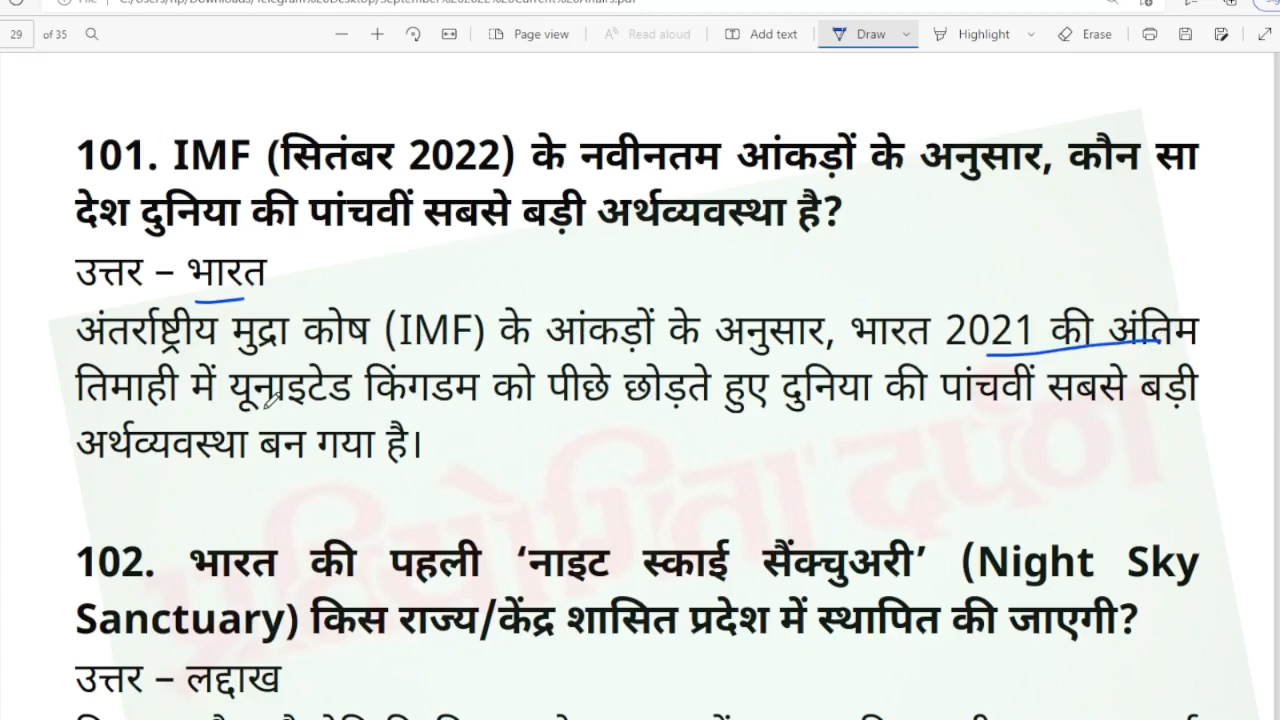 29 of 35 Page view Read aloud Add text Draw Highlight Erase
101. IMF (सितंबर 2022) के नवीनतम आंकड़ों के अनुसार, कौन सा
देश दुनिया की पांचवीं सबसे बड़ी अर्थव्यवस्था है?
उत्तर – भारत
अंतर्राष्ट्रीय मुद्रा कोष (IMF) के आंकड़ों के अनुसार, भारत 2021 की अंतिम
तिमाही में यूनाइटेड किंगडम को पीछे छोड़ते हुए दुनिया की पांचवीं सबसे बड़ी
अर्थव्यवस्था बन गया है।
प्रतियोगिता दर्पण
102. भारत की पहली ‘नाइट स्काई सैंक्चुअरी’ (Night Sky
Sanctuary) किस राज्य/केंद्र शासित प्रदेश में स्थापित की जाएगी?
उत्तर – लद्दाख